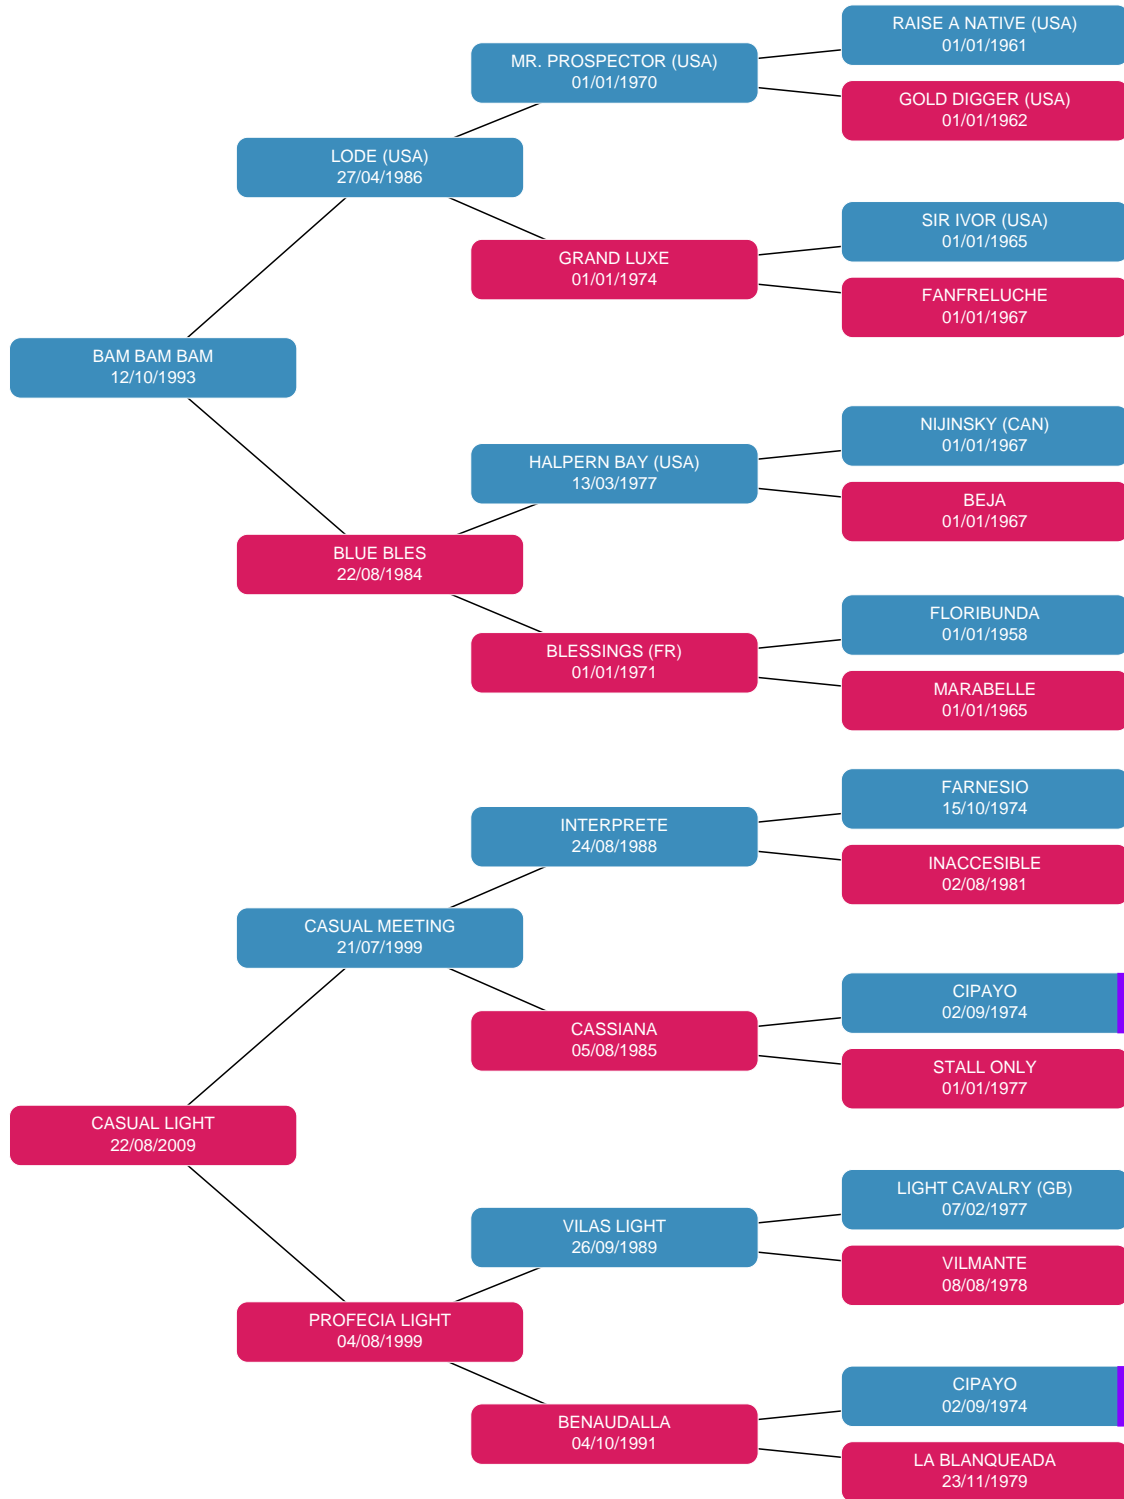 RAISE A NATIVE (USA)
01/01/1961
MR. PROSPECTOR (USA)
01/01/1970
GOLD DIGGER (USA)
01/01/1962
LODE (USA)
27/04/1986
SIR IVOR (USA)
01/01/1965
GRAND LUXE
01/01/1974
FANFRELUCHE
01/01/1967
BAM BAM BAM
12/10/1993
NIJINSKY (CAN)
01/01/1967
HALPERN BAY (USA)
13/03/1977
BEJA
01/01/1967
BLUE BLES
22/08/1984
FLORIBUNDA
01/01/1958
BLESSINGS (FR)
01/01/1971
MARABELLE
01/01/1965
FARNESIO
15/10/1974
INTERPRETE
24/08/1988
INACCESIBLE
02/08/1981
CASUAL MEETING
21/07/1999
CIPAYO
02/09/1974
CASSIANA
05/08/1985
STALL ONLY
01/01/1977
CASUAL LIGHT
22/08/2009
LIGHT CAVALRY (GB)
07/02/1977
VILAS LIGHT
26/09/1989
VILMANTE
08/08/1978
PROFECIA LIGHT
04/08/1999
CIPAYO
02/09/1974
BENAUDALLA
04/10/1991
LA BLANQUEADA
23/11/1979